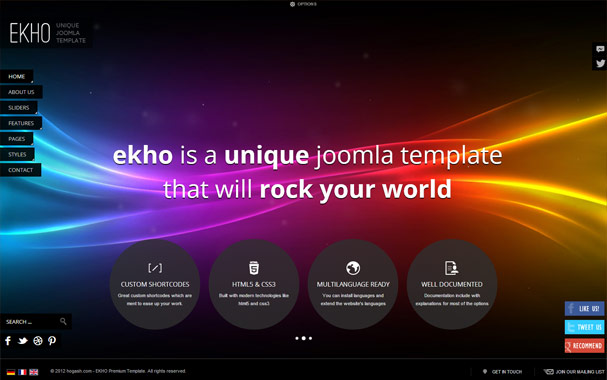 OPTIONS
EKHO
UNIQUE
JOOMLA
TEMPLATE
HOME
ABOUT US
SLIDERS
FEATURES
PAGES
STYLES
CONTACT
ekho is a unique joomla template
that will rock your world
CUSTOM SHORTCODES
Great custom shortcodes which are
ment to ease up your work
HTML5 & CSS3
Built with modern technologies like
html5 and css3
MULTILANGUAGE READY
You can install languages and
extend the website's languages
WELL DOCUMENTED
Documentation include with
explanations for most of the options
LIKE US!
TWEET US
RECOMMEND
SEARCH ...
© 2012 bogasih.com - EKHO Premium Template. All rights reserved.
GET IN TOUCH
JOIN OUR MAILING LIST